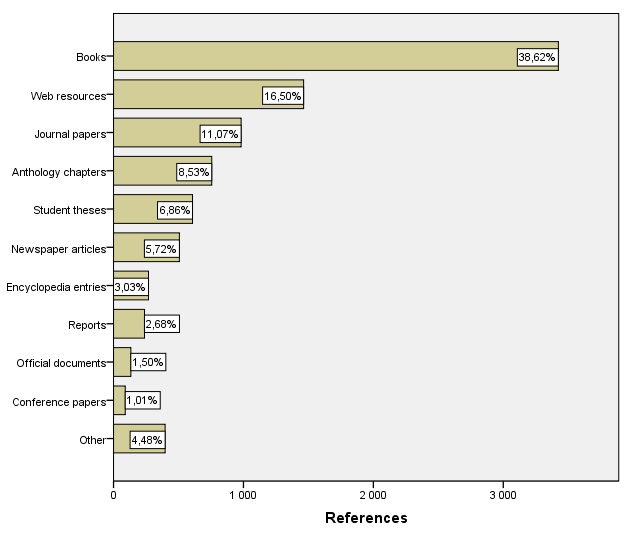 Books 38,62%
Web resources 16,50%
Journal papers 11,07%
Anthology chapters 8,53%
Student theses 6,86%
Newspaper articles 5,72%
Encyclopedia entries 3,03%
Reports 2,68%
Official documents 1,50%
Conference papers 1,01%
Other 4,48%
0 1 000 2 000 3 000
References